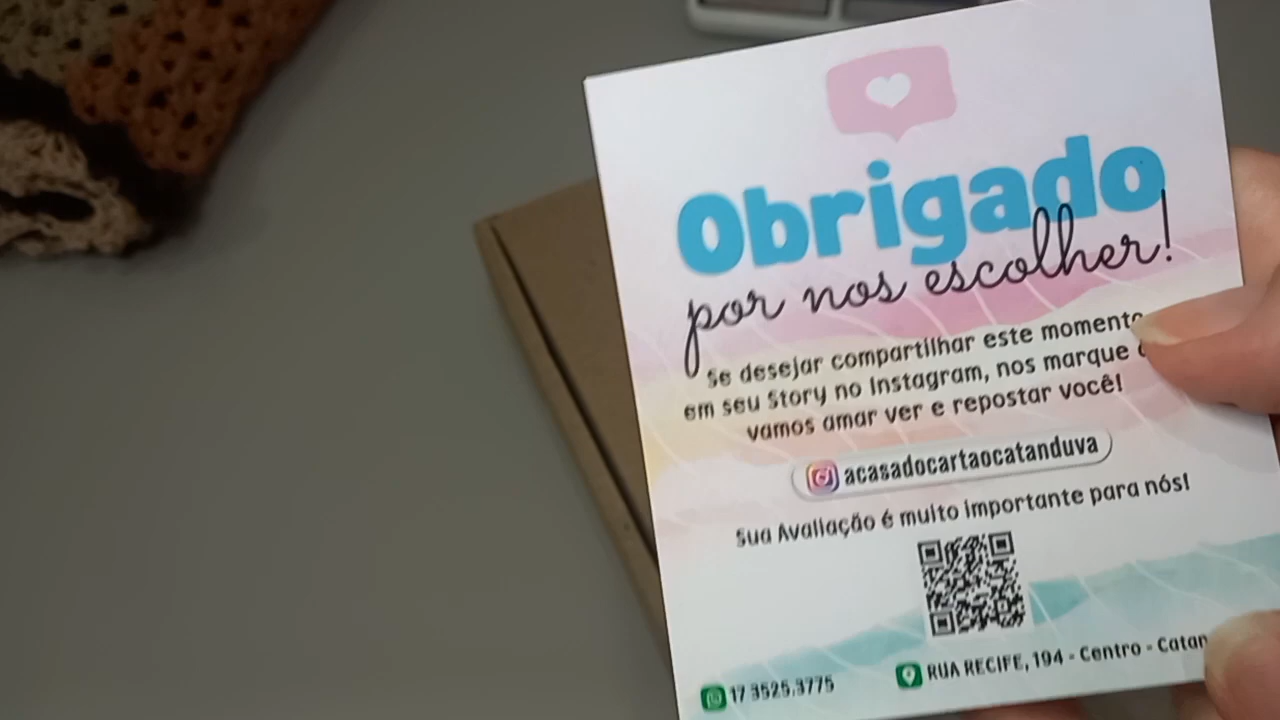 Obrigado
por nos escolher!
Se desejar compartilhar este momento
em seu Story no Instagram, nos marque
vamos amar ver e repostar você!
acasadocartaocatanduva
Sua Avaliação é muito importante para nós!
17 3525.3775
RUA RECIFE, 194 - Centro - Catan